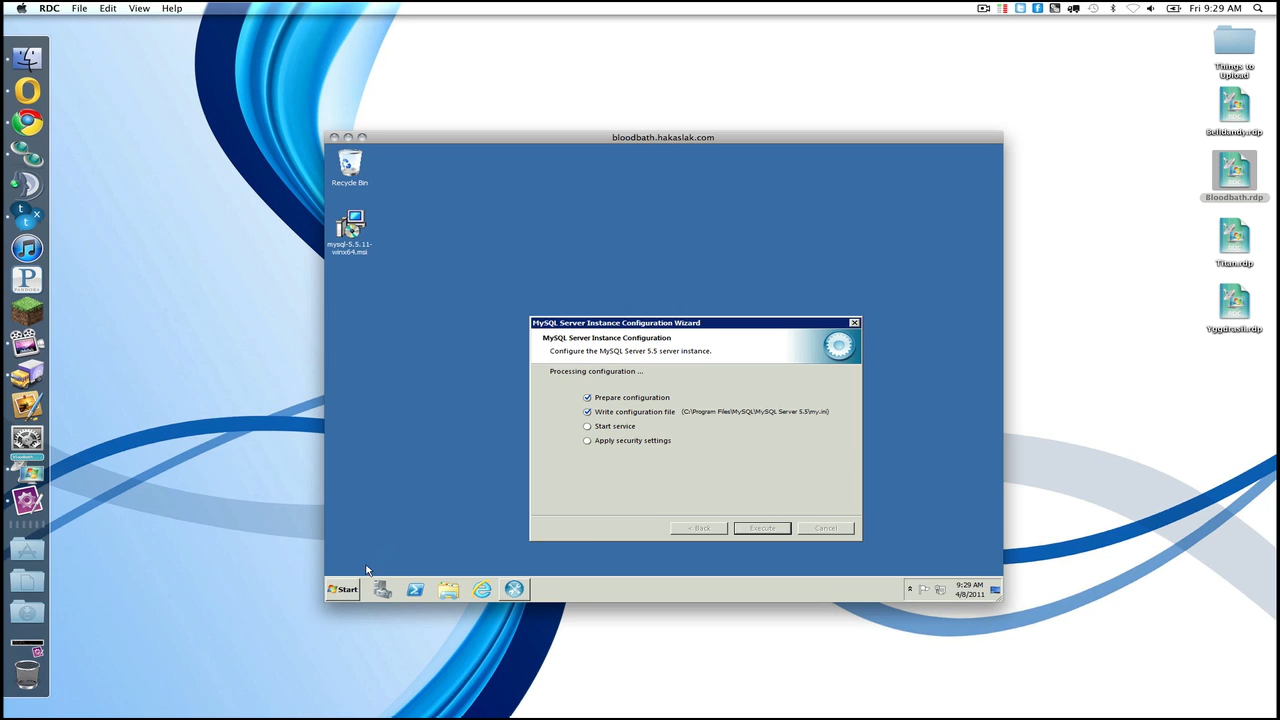 RDC File Edit View Help
Fri 9:29 AM
Things to
Upload
Belldandy.rdp
Bloodbath.rdp
Titan.rdp
Yggdrasil.rdp
bloodbath.hakaslak.com
Recycle Bin
mysql-5.5.11-
winx64.msi
MySQL Server Instance Configuration Wizard
MySQL Server Instance Configuration
Configure the MySQL Server 5.5 server instance.
Processing configuration ...
Prepare configuration
Write configuration file (C:\Program Files\MySQL\MySQL Server 5.5\my.ini)
Start service
Apply security settings
< Back Execute Cancel
Start
9:29 AM
4/8/2011
PANDORA